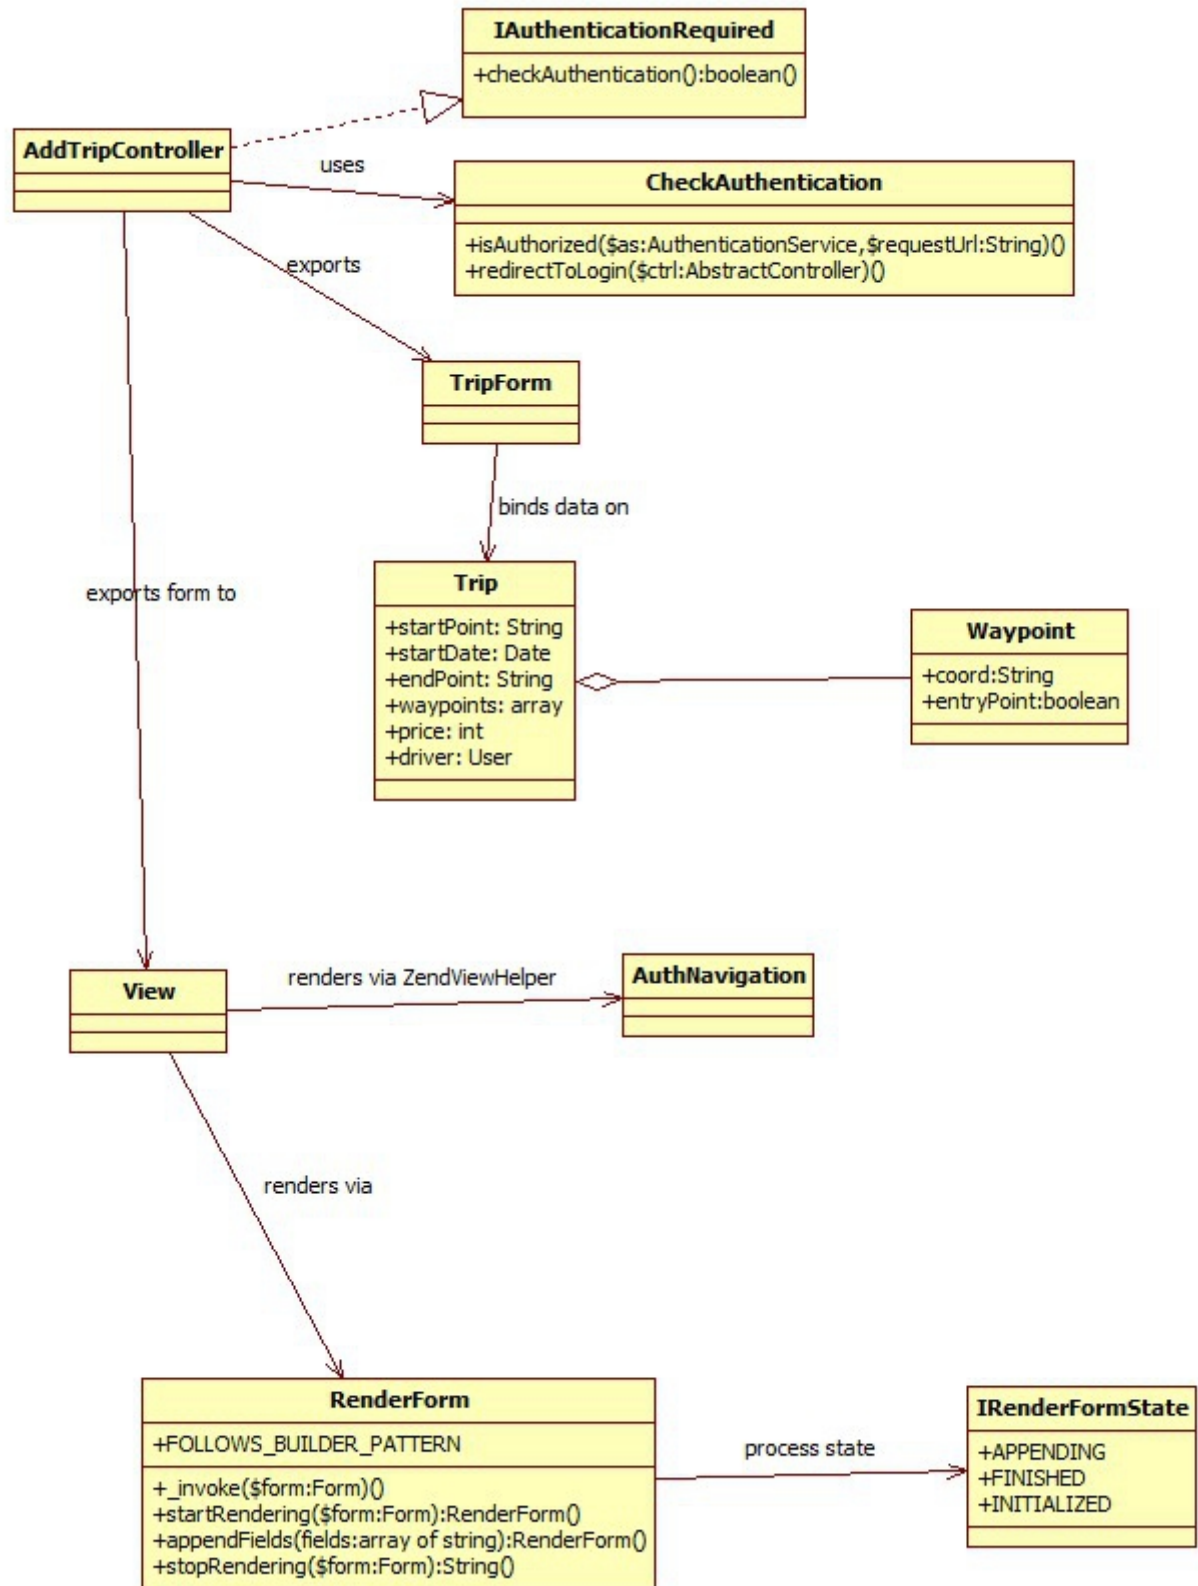 IAuthenticationRequired
+checkAuthentication():boolean()
AddTripController
uses
CheckAuthentication
+isAuthorized($as:AuthenticationService,$requestUrl:String)()
+redirectToLogin($ctrl:AbstractController)()
exports
TripForm
binds data on
exports form to
Trip
+startPoint: String
+startDate: Date
+endPoint: String
+waypoints: array
+price: int
+driver: User
Waypoint
+coord:String
+entryPoint:boolean
View
renders via ZendViewHelper
AuthNavigation
renders via
RenderForm
+FOLLOWS_BUILDER_PATTERN
+_invoke($form:Form)()
+startRendering($form:Form):RenderForm()
+appendFields(fields:array of string):RenderForm()
+stopRendering($form:Form):String()
process state
IRenderFormState
+APPENDING
+FINISHED
+INITIALIZED